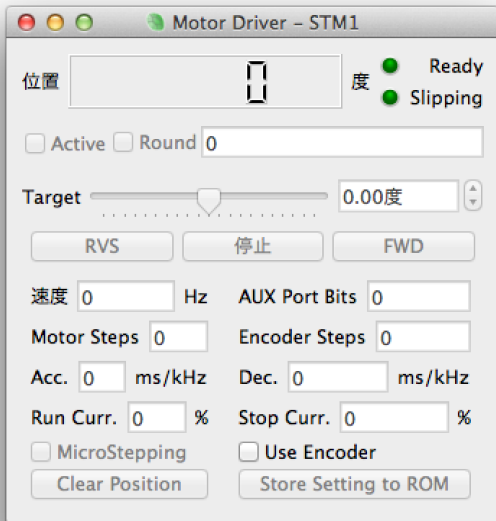 Motor Driver – STM1
位置 0 度 Ready
Slipping
Active Round 0
Target 0.00度
RVS 停止 FWD
速度 0 Hz AUX Port Bits 0
Motor Steps 0 Encoder Steps 0
Acc. 0 ms/kHz Dec. 0 ms/kHz
Run Curr. 0 % Stop Curr. 0 %
MicroStepping Use Encoder
Clear Position Store Setting to ROM